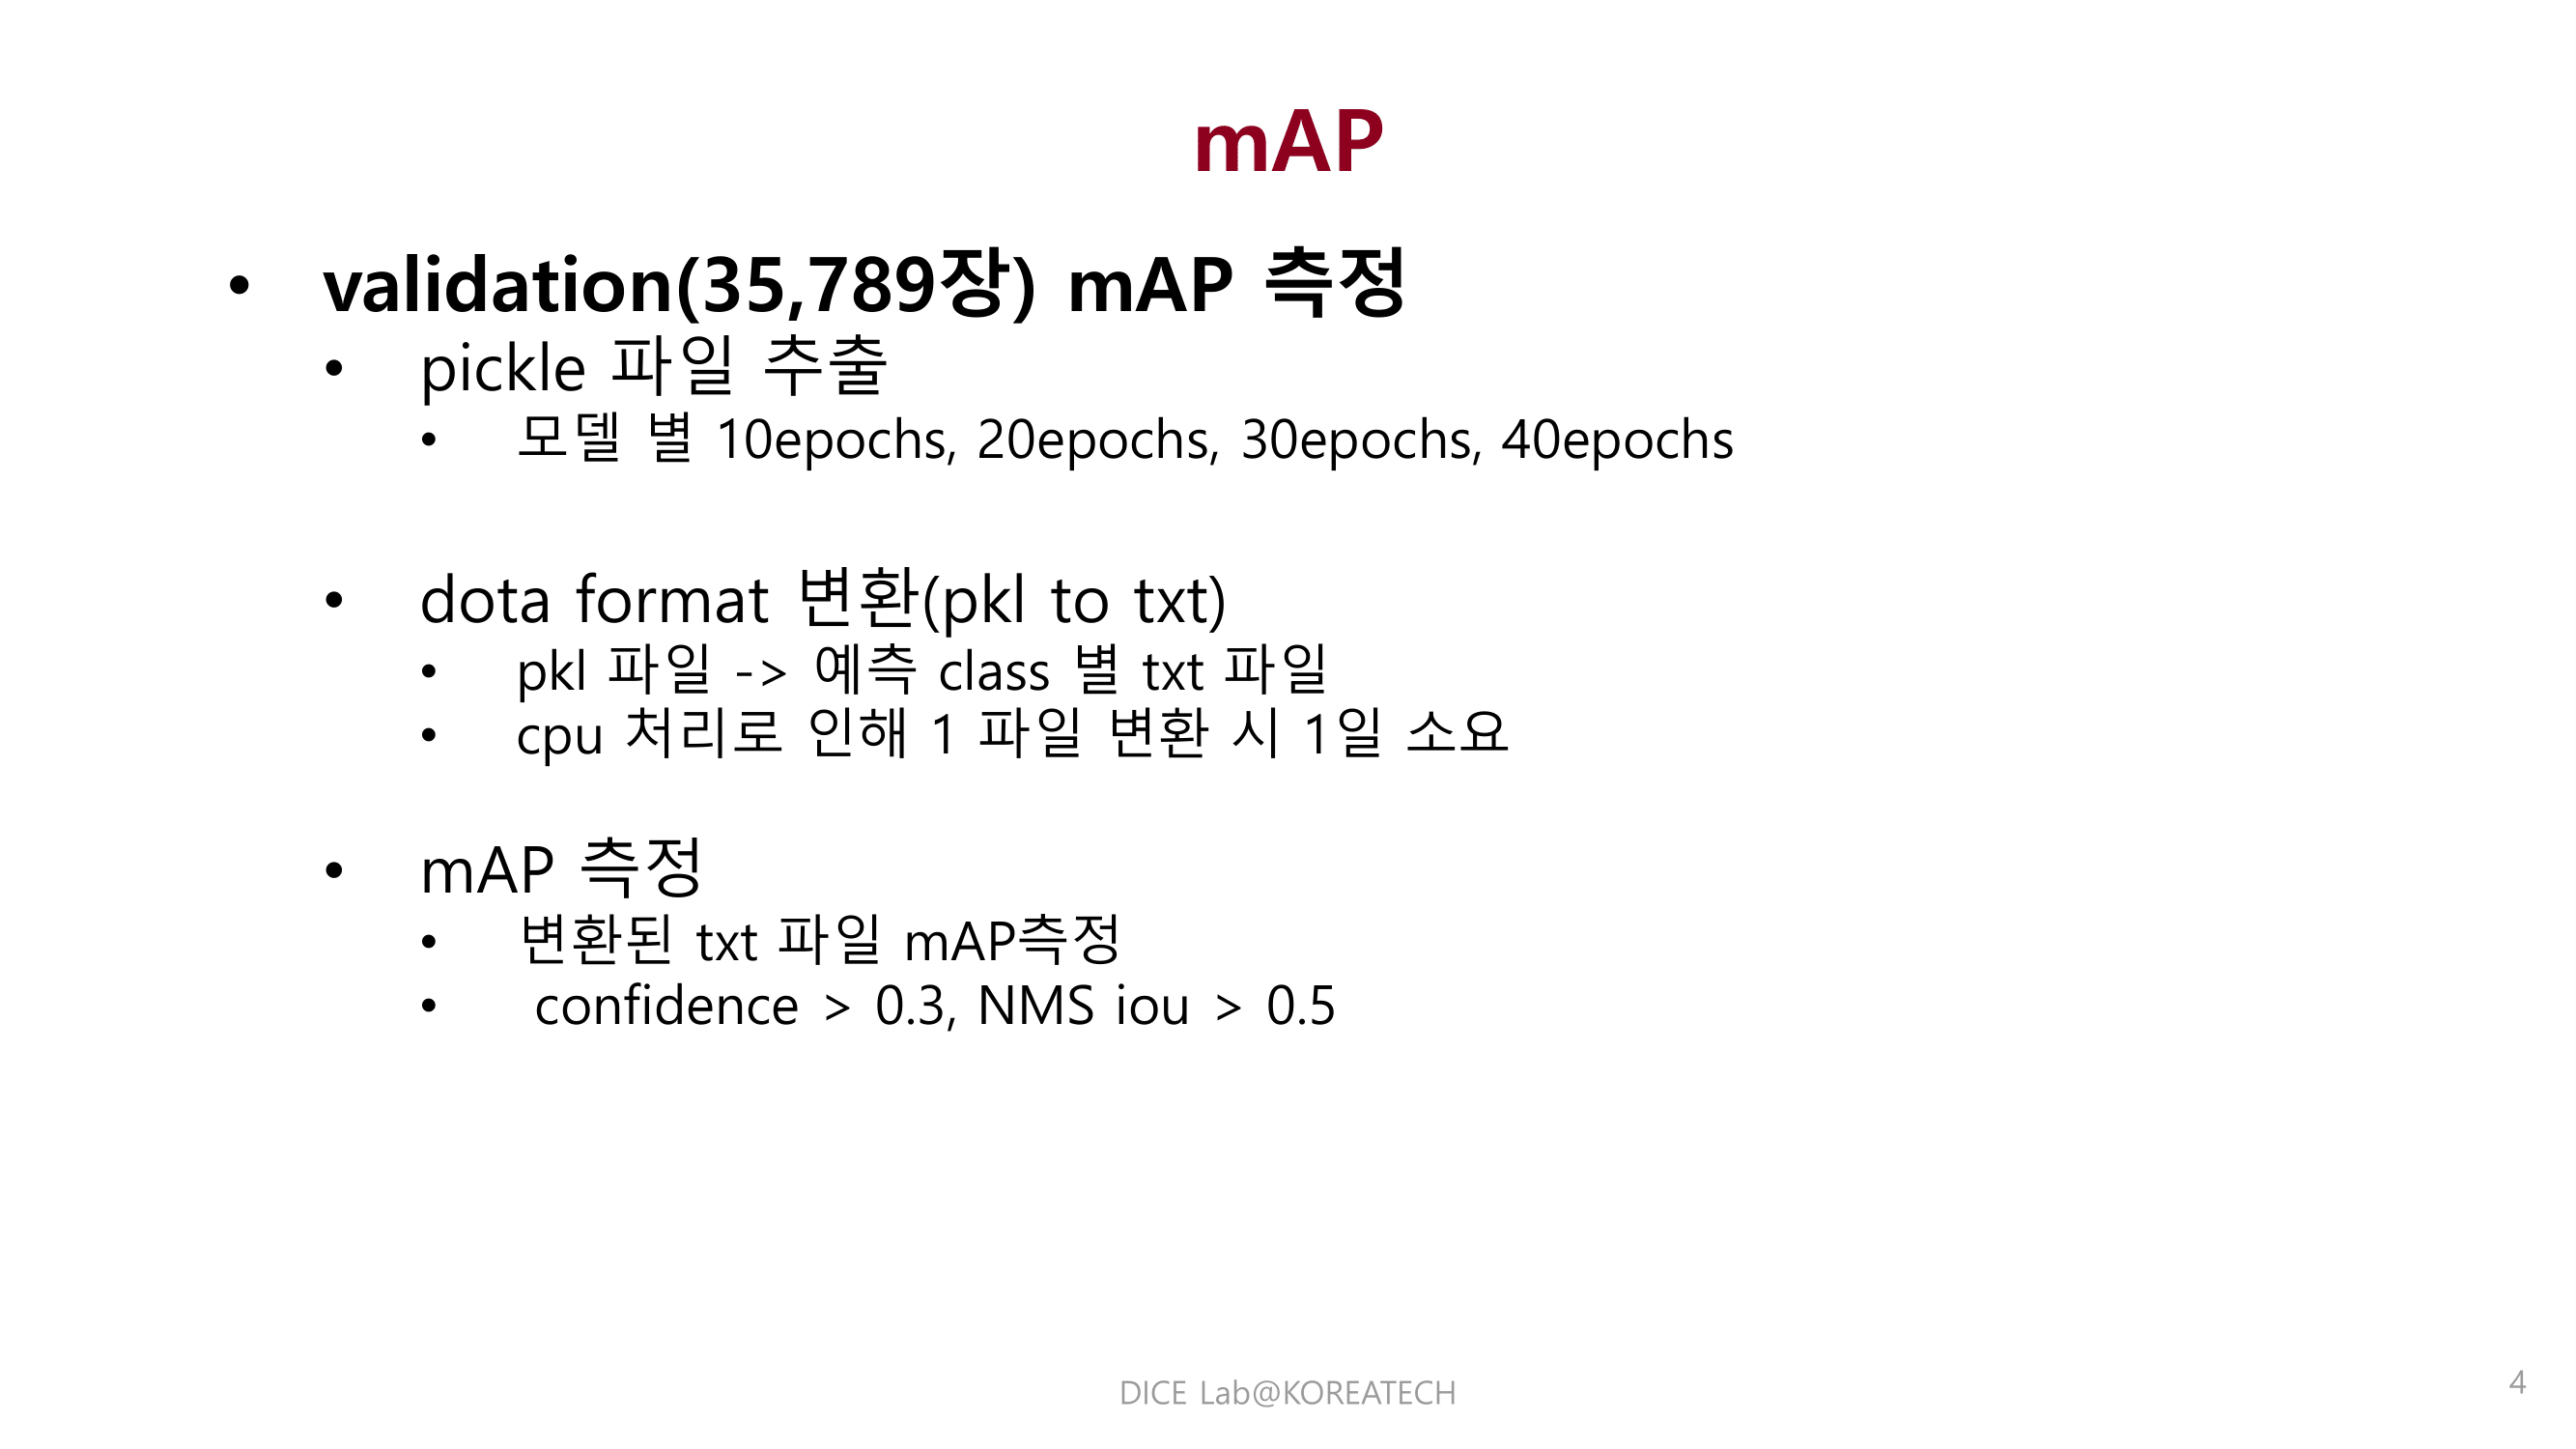 mAP
• validation(35,789장) mAP 측정
• pickle 파일 추출
• 모델 별 10epochs, 20epochs, 30epochs, 40epochs
• dota format 변환(pkl to txt)
• pkl 파일 -> 예측 class 별 txt 파일
• cpu 처리로 인해 1 파일 변환 시 1일 소요
• mAP 측정
• 변환된 txt 파일 mAP측정
• confidence > 0.3, NMS iou > 0.5
DICE Lab@KOREATECH
4